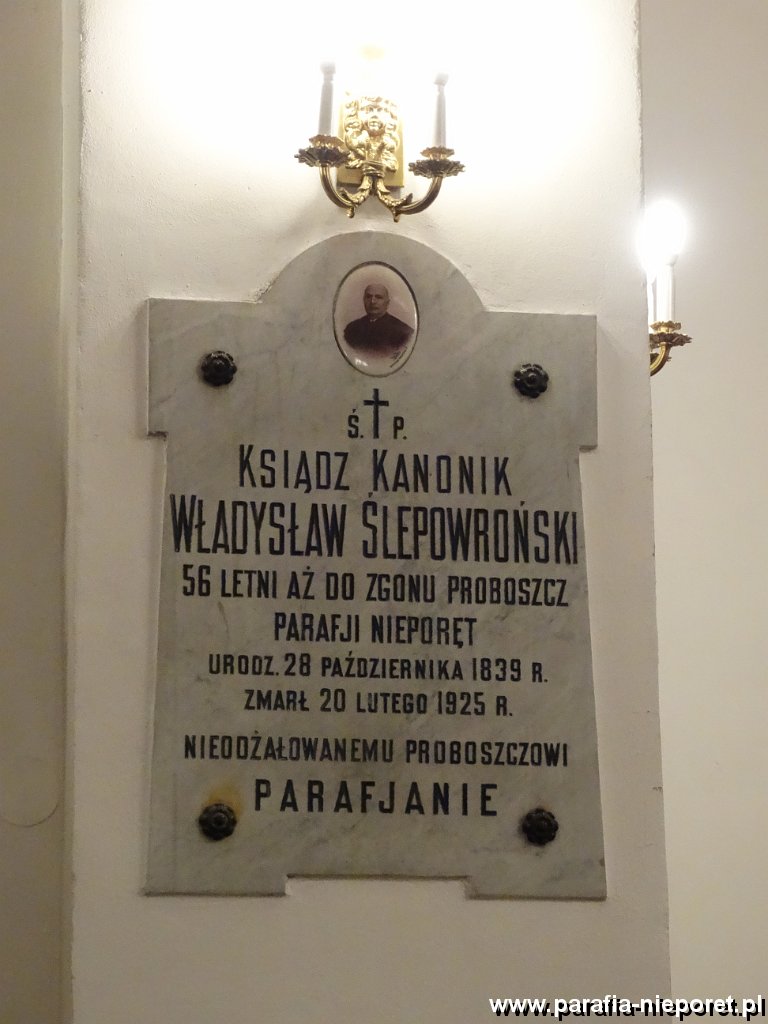 Ś. P.
KSIĄDZ KANONIK
WŁADYSŁAW ŚLEPOWROŃSKI
56 LETNI AŻ DO ZGONU PROBOSZCZ
PARAFJI NIEPORĘT
URODZ. 28 PAŹDZIERNIKA 1839 R.
ZMARŁ 20 LUTEGO 1925 R.
NIEODŻAŁOWANEMU PROBOSZCZOWI
PARAFJANIE
www.parafia-nieporet.pl